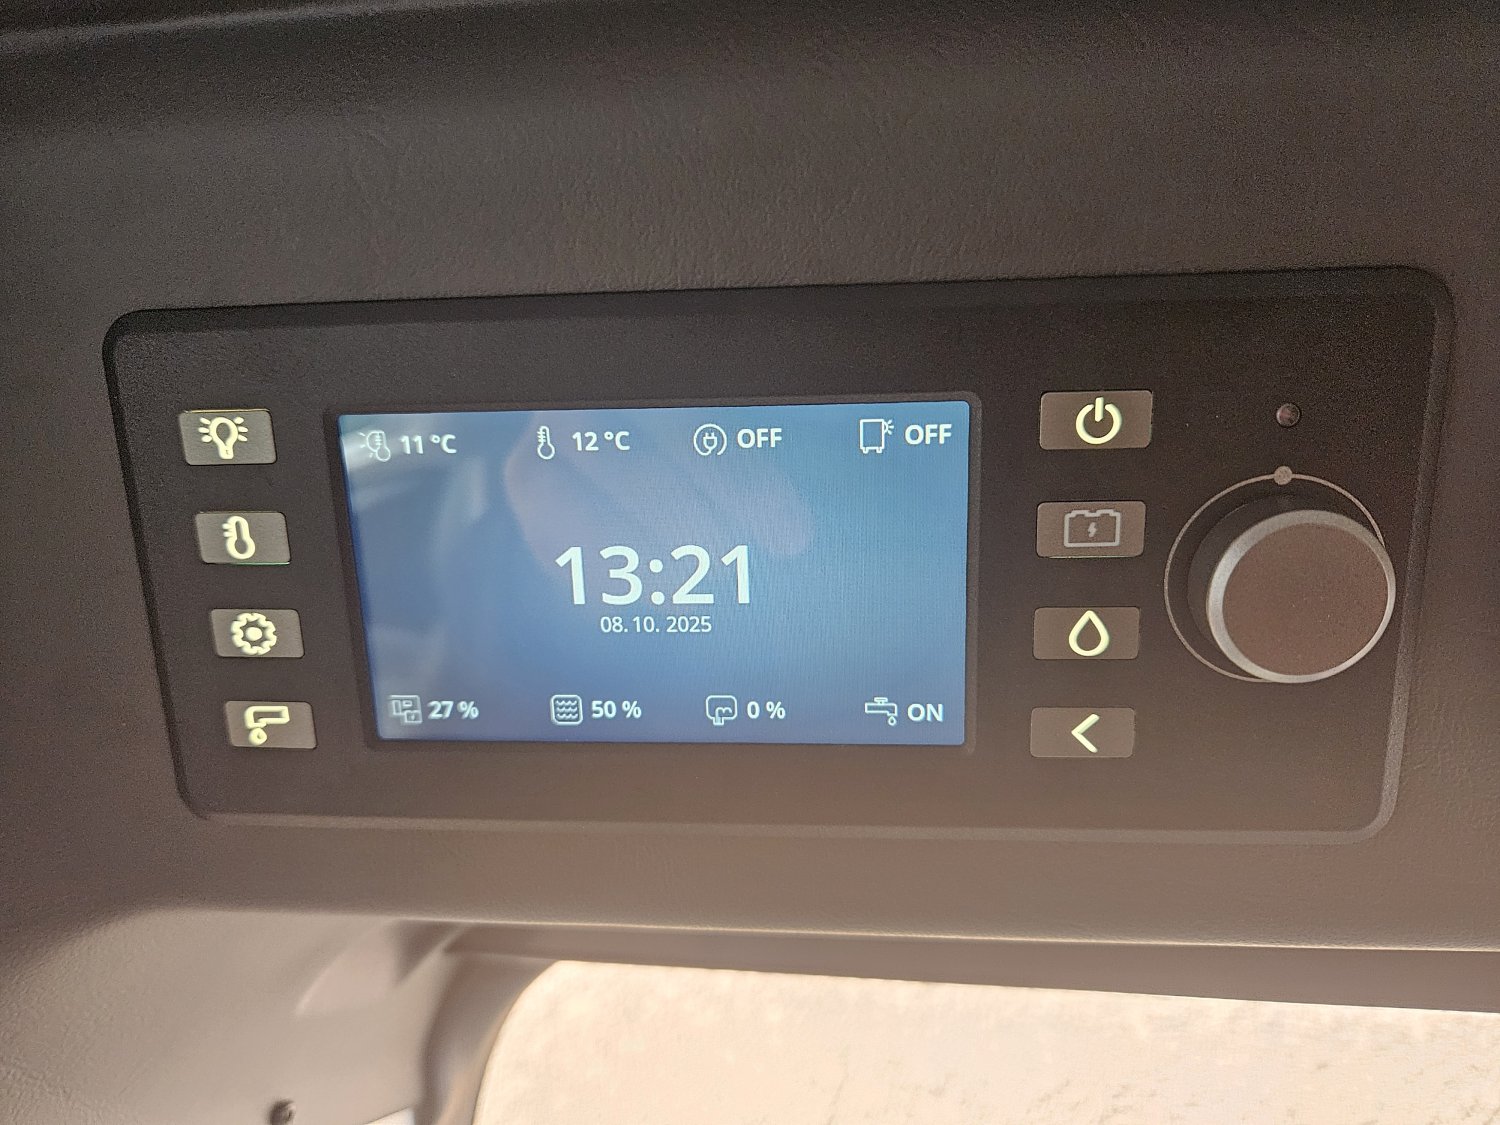 11 °C 12 °C OFF OFF
13:21
08. 10. 2025
27 % 50 % 0 % ON